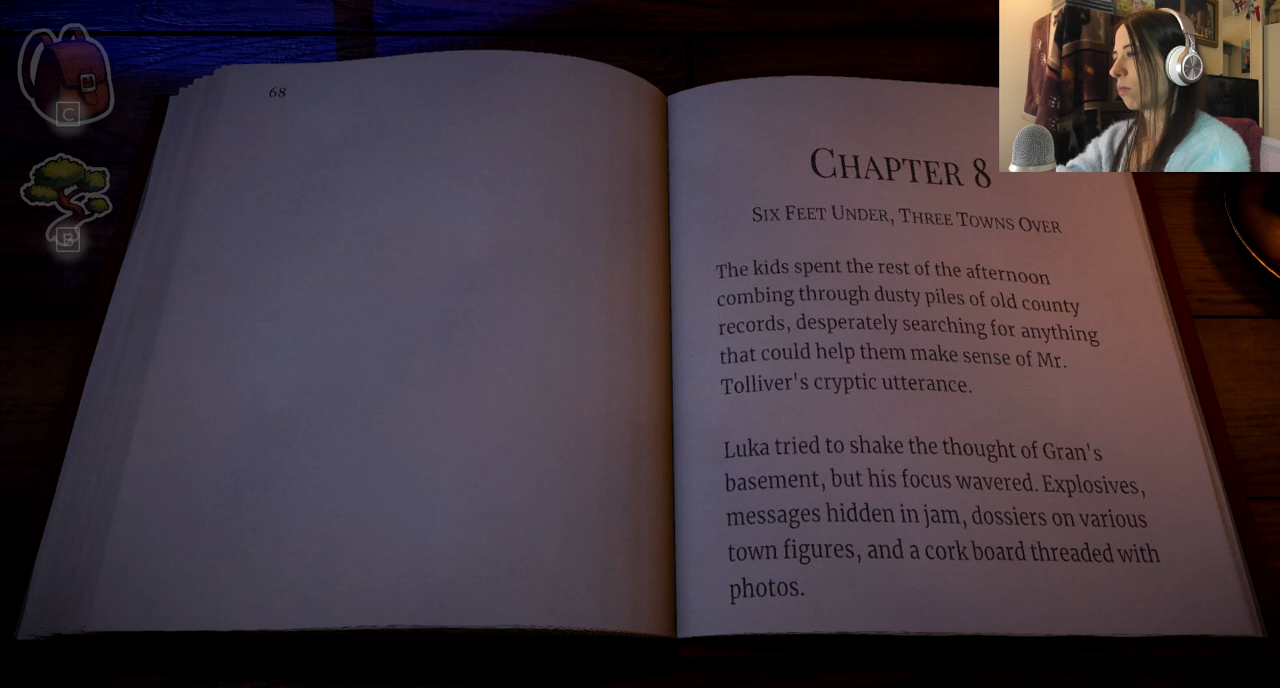 68
C
B
CHAPTER 8
SIX FEET UNDER, THREE TOWNS OVER
The kids spent the rest of the afternoon
combing through dusty piles of old county
records, desperately searching for anything
that could help them make sense of Mr.
Tolliver's cryptic utterance.
Luka tried to shake the thought of Gran's
basement, but his focus wavered. Explosives,
messages hidden in jam, dossiers on various
town figures, and a cork board threaded with
photos.